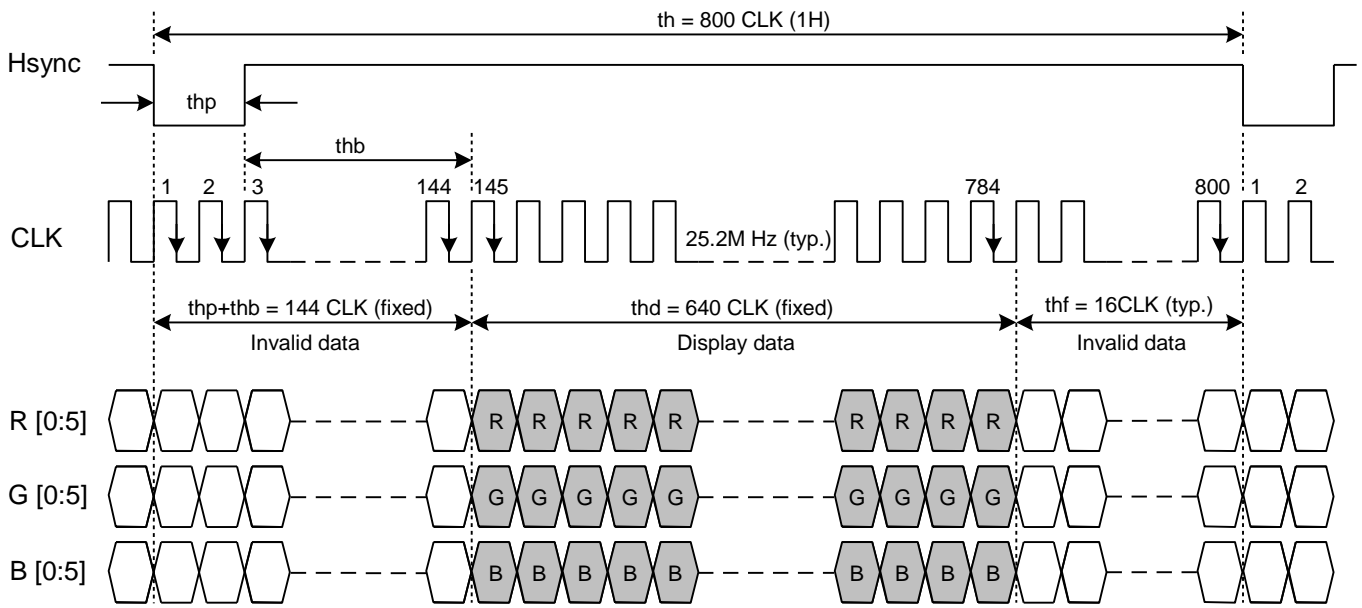 th = 800 CLK (1H)
Hsync
thp
thb
1 2 3 144 145 784 800 1 2
CLK
25.2M Hz (typ.)
thp+thb = 144 CLK (fixed) thd = 640 CLK (fixed) thf = 16CLK (typ.)
Invalid data Display data Invalid data
R [0:5] R R R R R R R R R
G [0:5] G G G G G G G G G
B [0:5] B B B B B B B B B